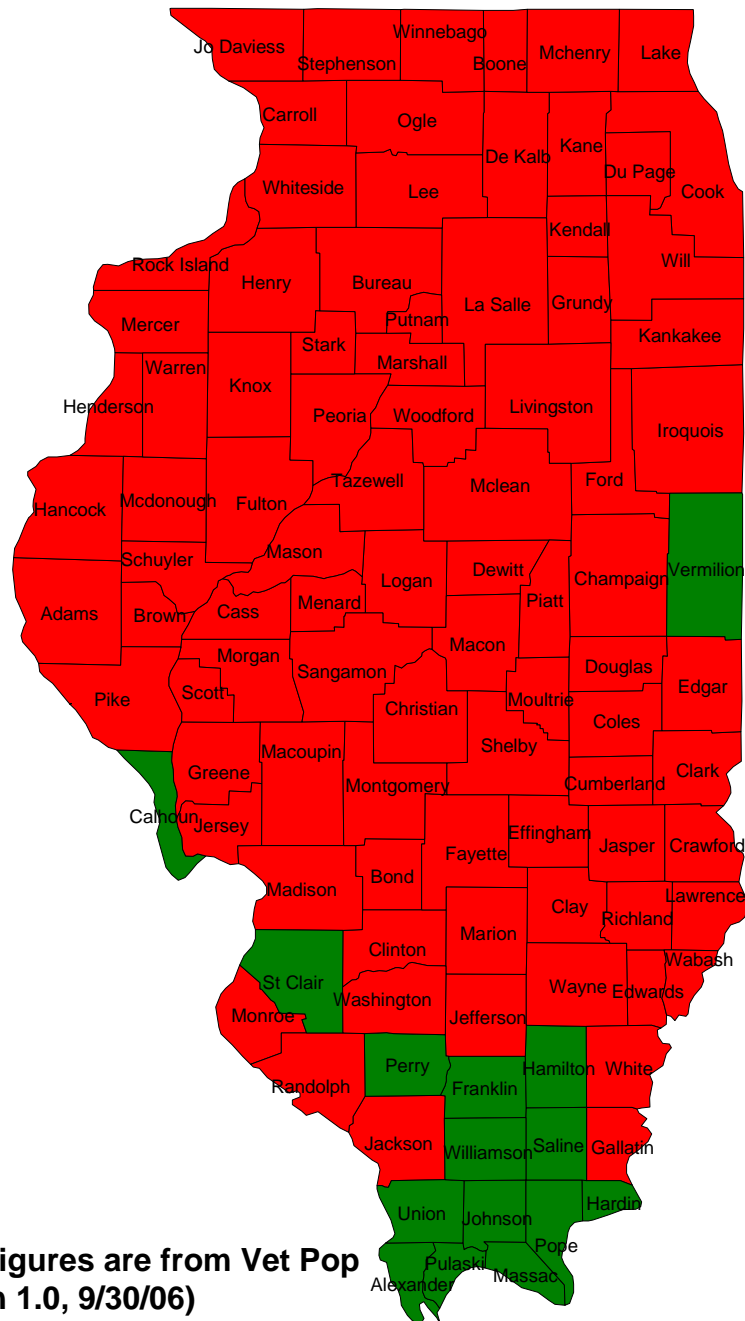 Jo Daviess
Stephenson
Winnebago
Boone
Mchenry
Lake
Carroll
Ogle
De Kalb
Kane
Du Page
Cook
Whiteside
Lee
Kendall
Will
Rock Island
Henry
Bureau
La Salle
Grundy
Mercer
Putnam
Kankakee
Stark
Marshall
Warren
Knox
Henderson
Peoria
Woodford
Livingston
Iroquois
Hancock
Mcdonough
Fulton
Tazewell
Mclean
Ford
Mason
Schuyler
Logan
Dewitt
Champaign
Vermilion
Adams
Brown
Cass
Menard
Piatt
Morgan
Sangamon
Macon
Douglas
Pike
Scott
Christian
Moultrie
Edgar
Coles
Macoupin
Shelby
Greene
Montgomery
Cumberland
Clark
Calhoun
Jersey
Effingham
Jasper
Crawford
Fayette
Madison
Bond
Clay
Richland
Lawrence
Marion
Clinton
Wabash
St Clair
Washington
Wayne
Edwards
Monroe
Jefferson
Perry
Hamilton
White
Randolph
Franklin
Jackson
Williamson
Saline
Gallatin
Union
Johnson
Hardin
Pope
Pulaski
Massac
Alexander
igures are from Vet Pop
n 1.0, 9/30/06)